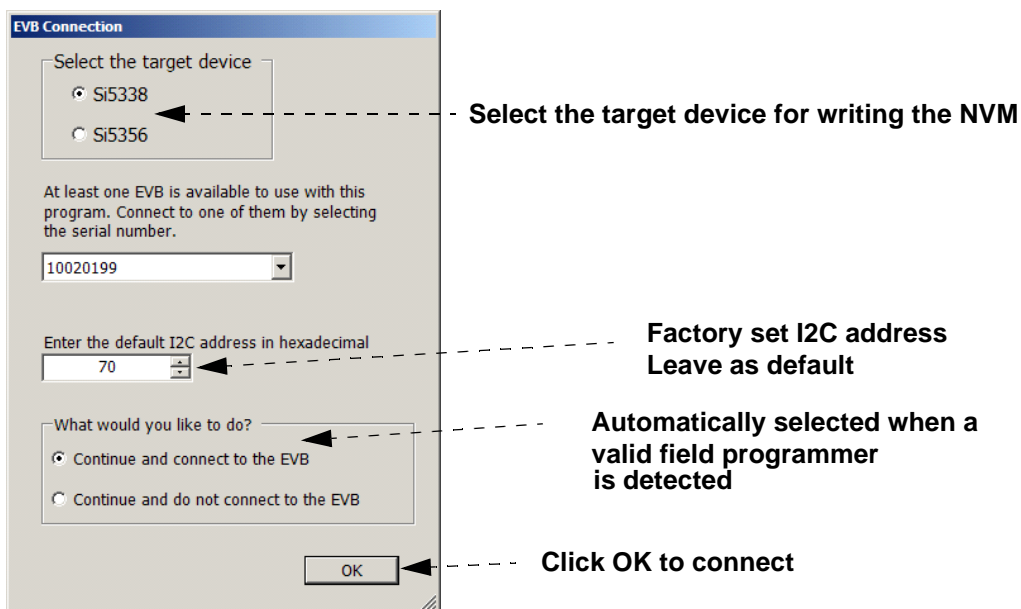 EVB Connection
Select the target device
Si5338
Si5356
Select the target device for writing the NVM
At least one EVB is available to use with this
program. Connect to one of them by selecting
the serial number.
10020199
Enter the default I2C address in hexadecimal
70
Factory set I2C address
Leave as default
What would you like to do?
Continue and connect to the EVB
Continue and do not connect to the EVB
Automatically selected when a
valid field programmer
is detected
OK
Click OK to connect